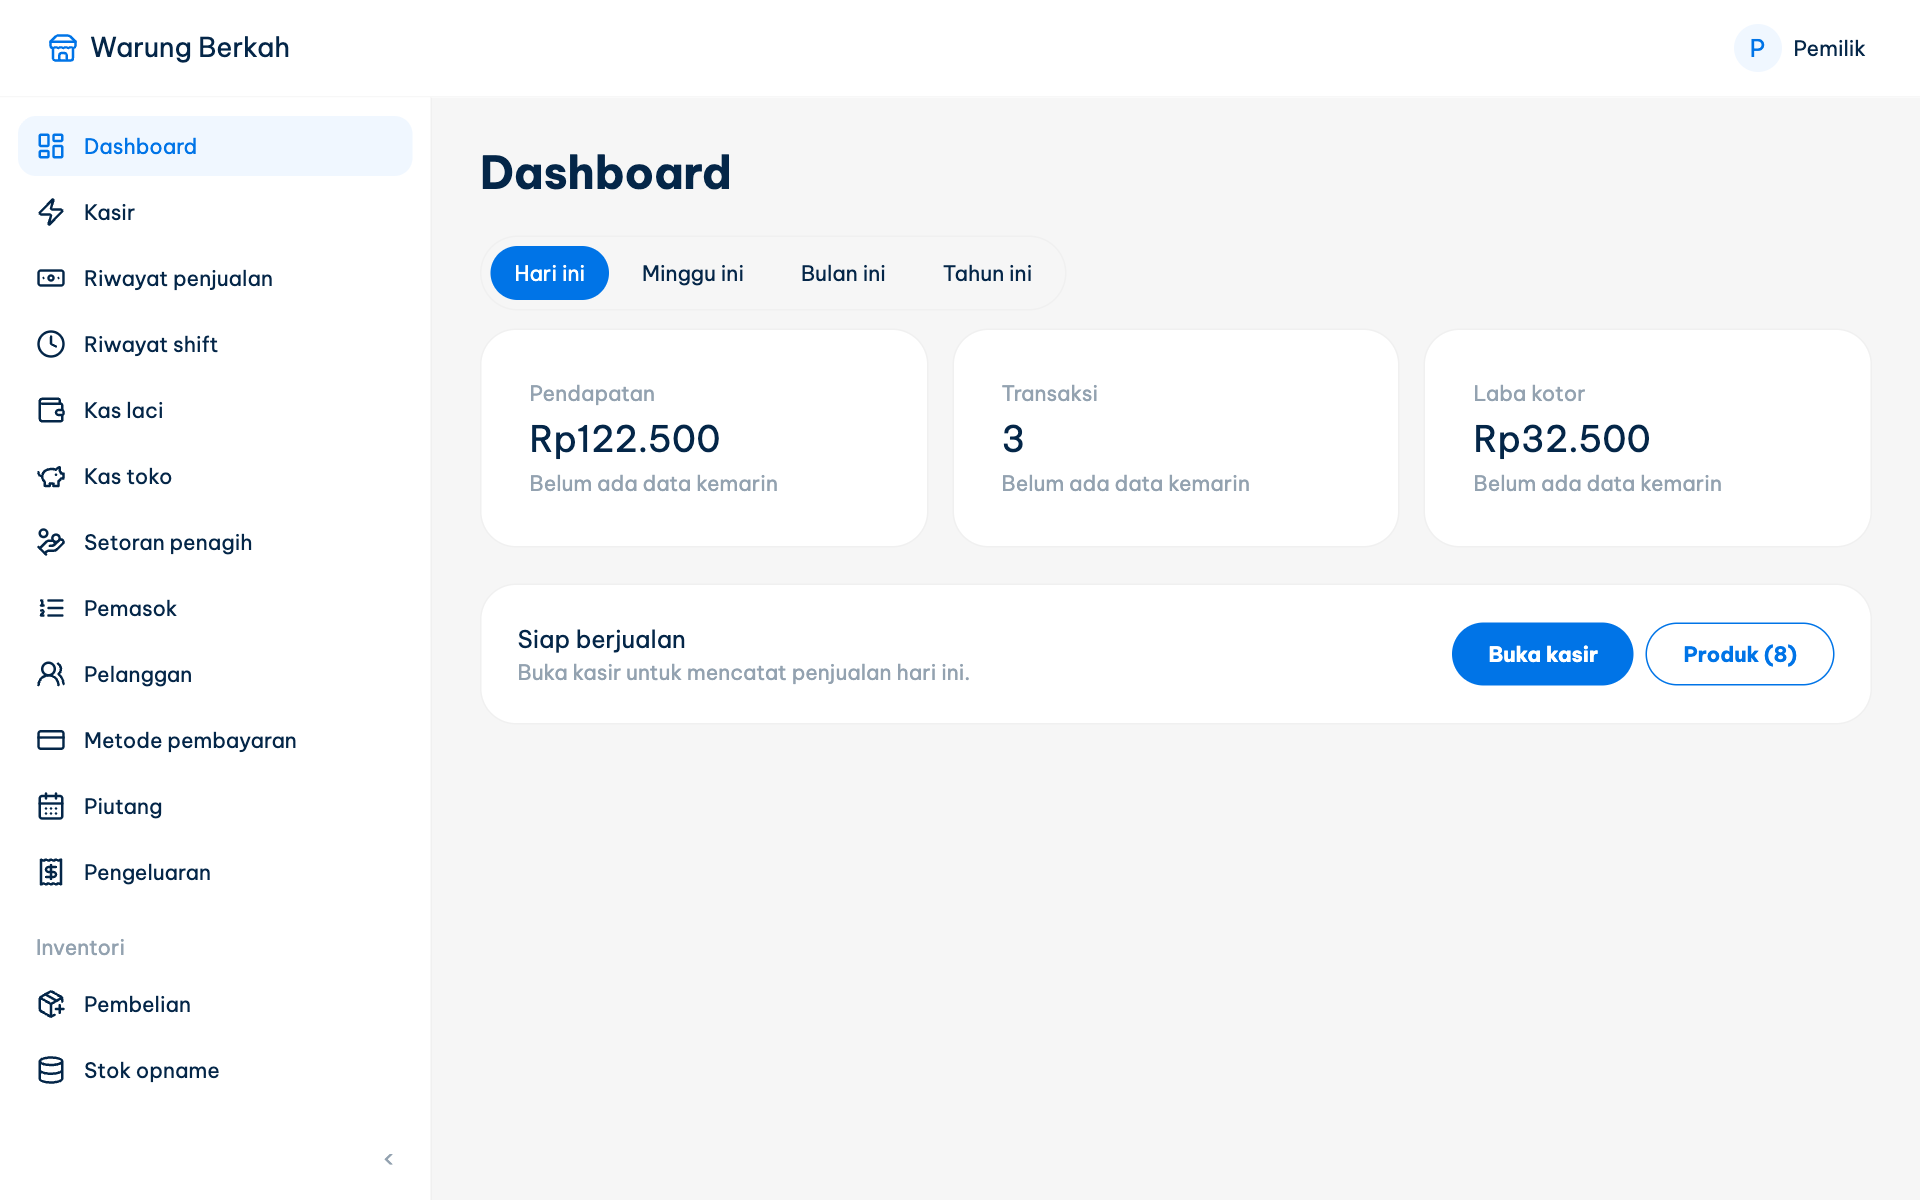 Warung Berkah
P Pemilik
Dashboard
Kasir
Riwayat penjualan
Riwayat shift
Kas laci
Kas toko
Setoran penagih
Pemasok
Pelanggan
Metode pembayaran
Piutang
Pengeluaran
Inventori
Pembelian
Stok opname
Dashboard
Hari ini Minggu ini Bulan ini Tahun ini
Pendapatan
Rp122.500
Belum ada data kemarin
Transaksi
3
Belum ada data kemarin
Laba kotor
Rp32.500
Belum ada data kemarin
Siap berjualan
Buka kasir untuk mencatat penjualan hari ini.
Buka kasir Produk (8)